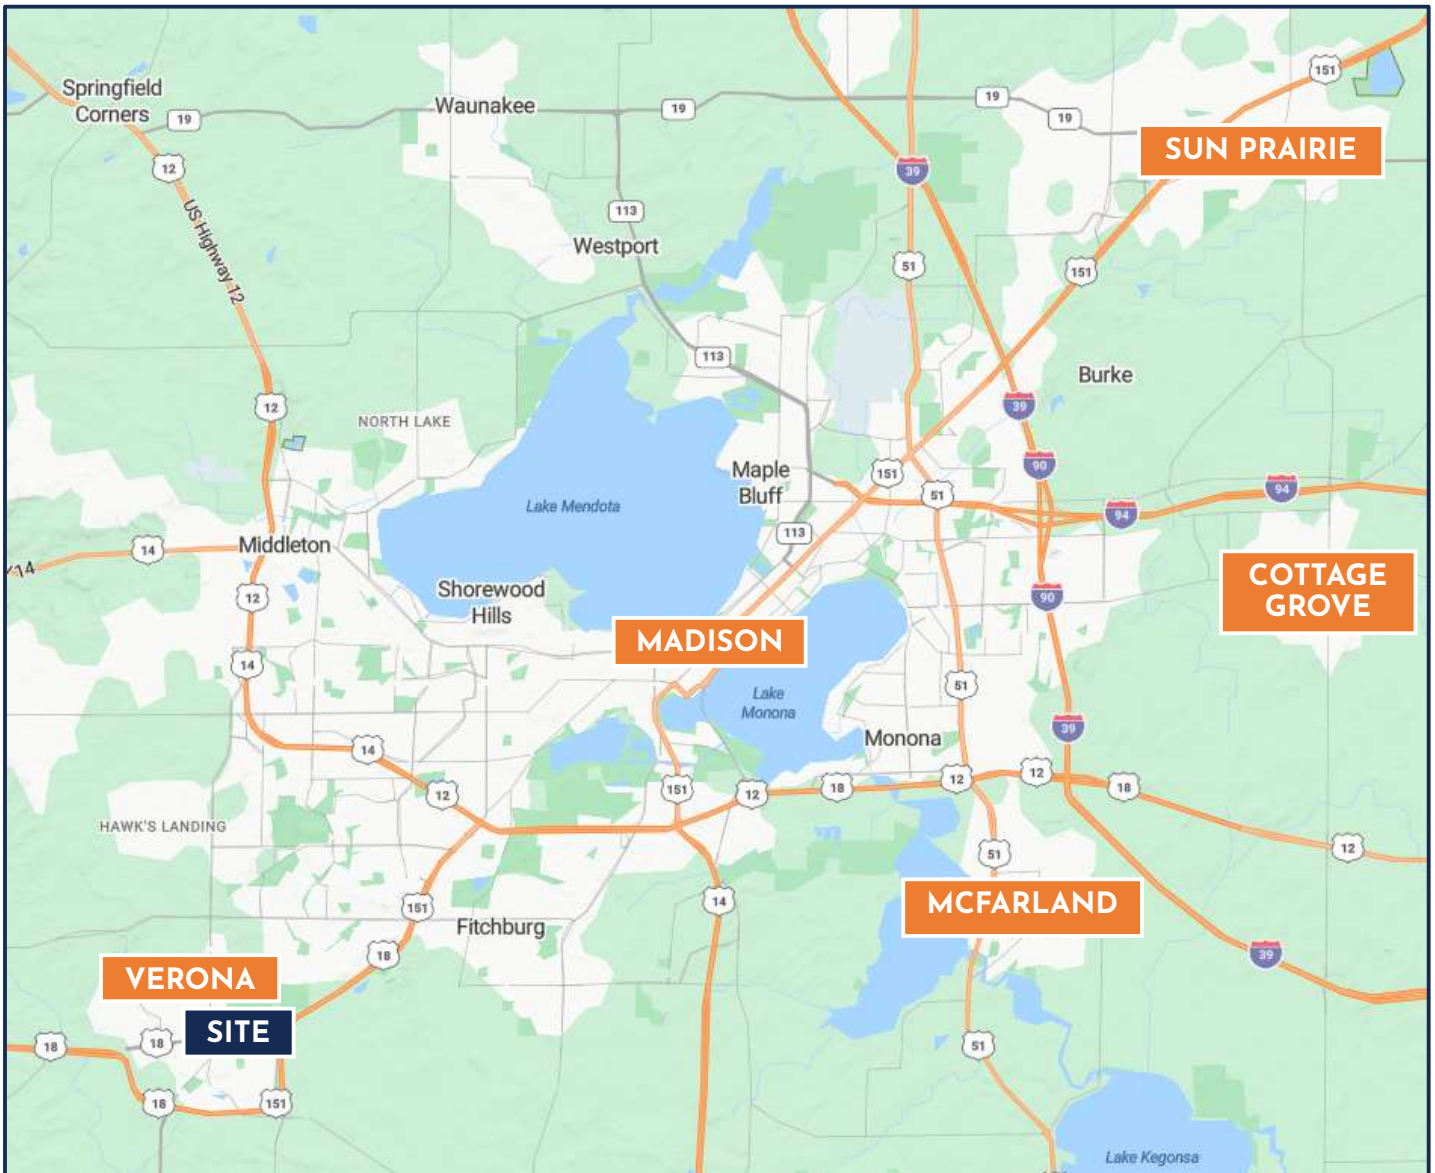 151
Springfield
Corners
19
Waunakee
19
19
19
SUN PRAIRIE
12
39
US Highway 12
113
Westport
51
151
113
Burke
12
NORTH LAKE
39
Maple
Bluff
151
90
51
94
94
Lake Mendota
113
14
Middleton
14
COTTAGE
GROVE
12
Shorewood
Hills
90
MADISON
14
51
Lake
Monona
39
Monona
14
12
12
18
151
12
18
12
HAWK'S LANDING
12
51
151
14
MCFARLAND
Fitchburg
18
39
VERONA
SITE
18
18
51
18
151
Lake Kegonsa